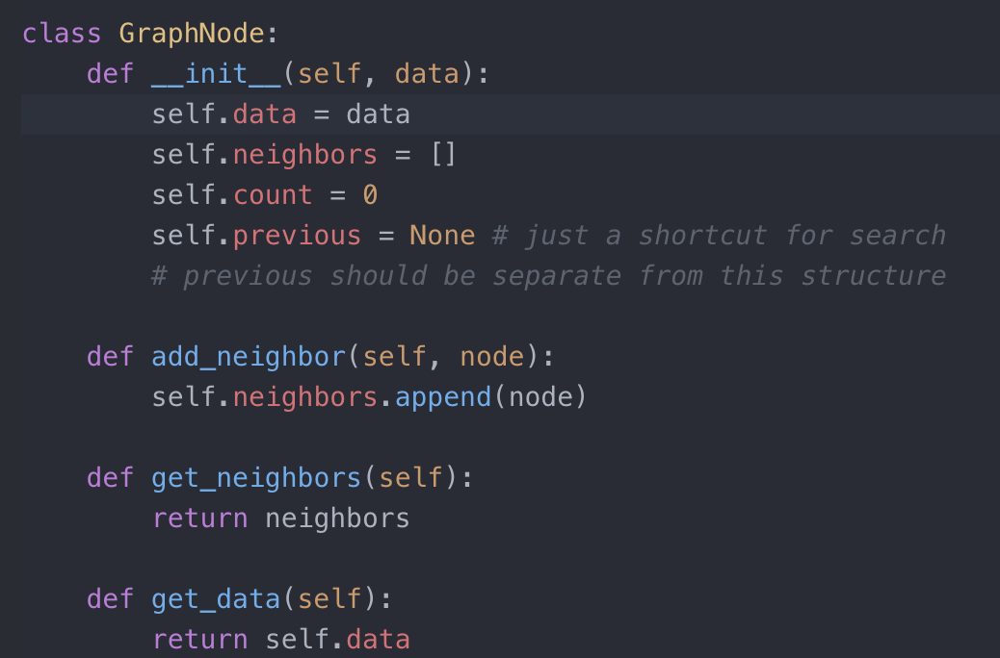 class GraphNode:
    def __init__(self, data):
        self.data = data
        self.neighbors = []
        self.count = 0
        self.previous = None # just a shortcut for search
        # previous should be separate from this structure

    def add_neighbor(self, node):
        self.neighbors.append(node)

    def get_neighbors(self):
        return neighbors

    def get_data(self):
        return self.data